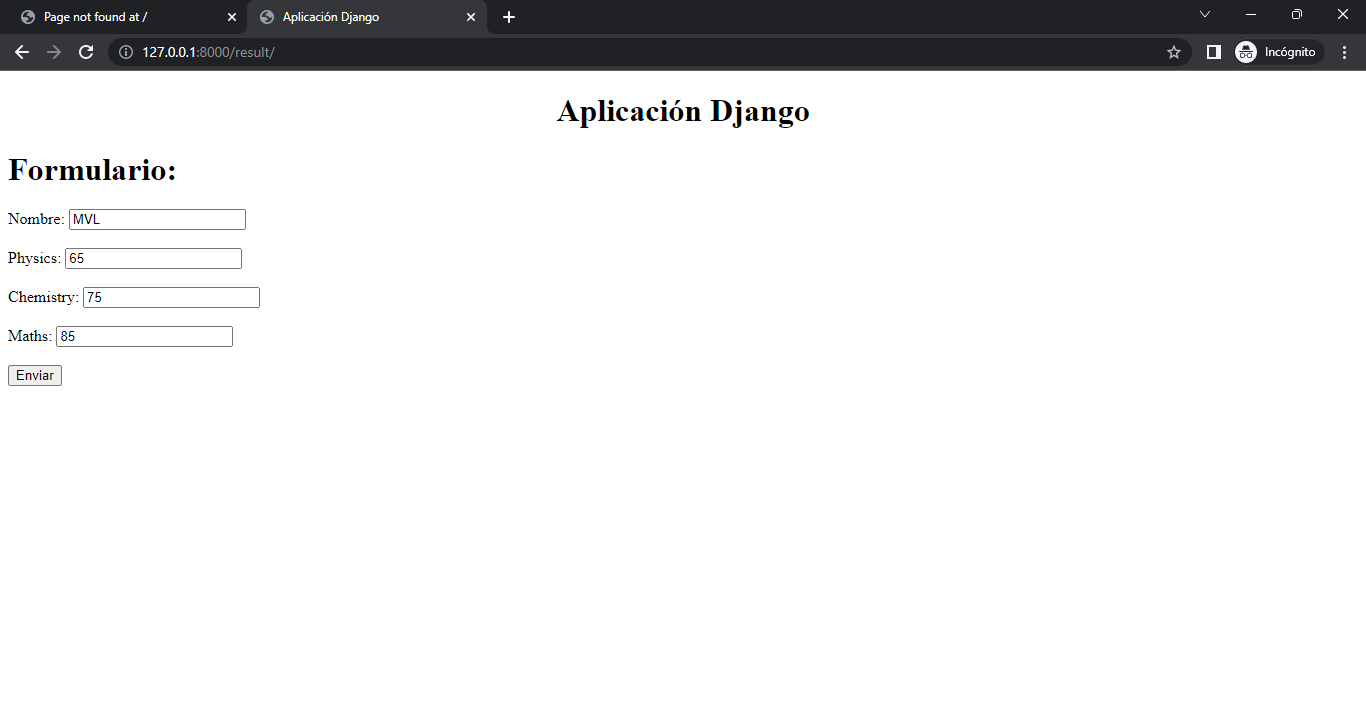 Page not found at /
Aplicación Django
127.0.0.1:8000/result/
Incógnito
Aplicación Django
Formulario:
Nombre: MVL
Physics: 65
Chemistry: 75
Maths: 85
Enviar